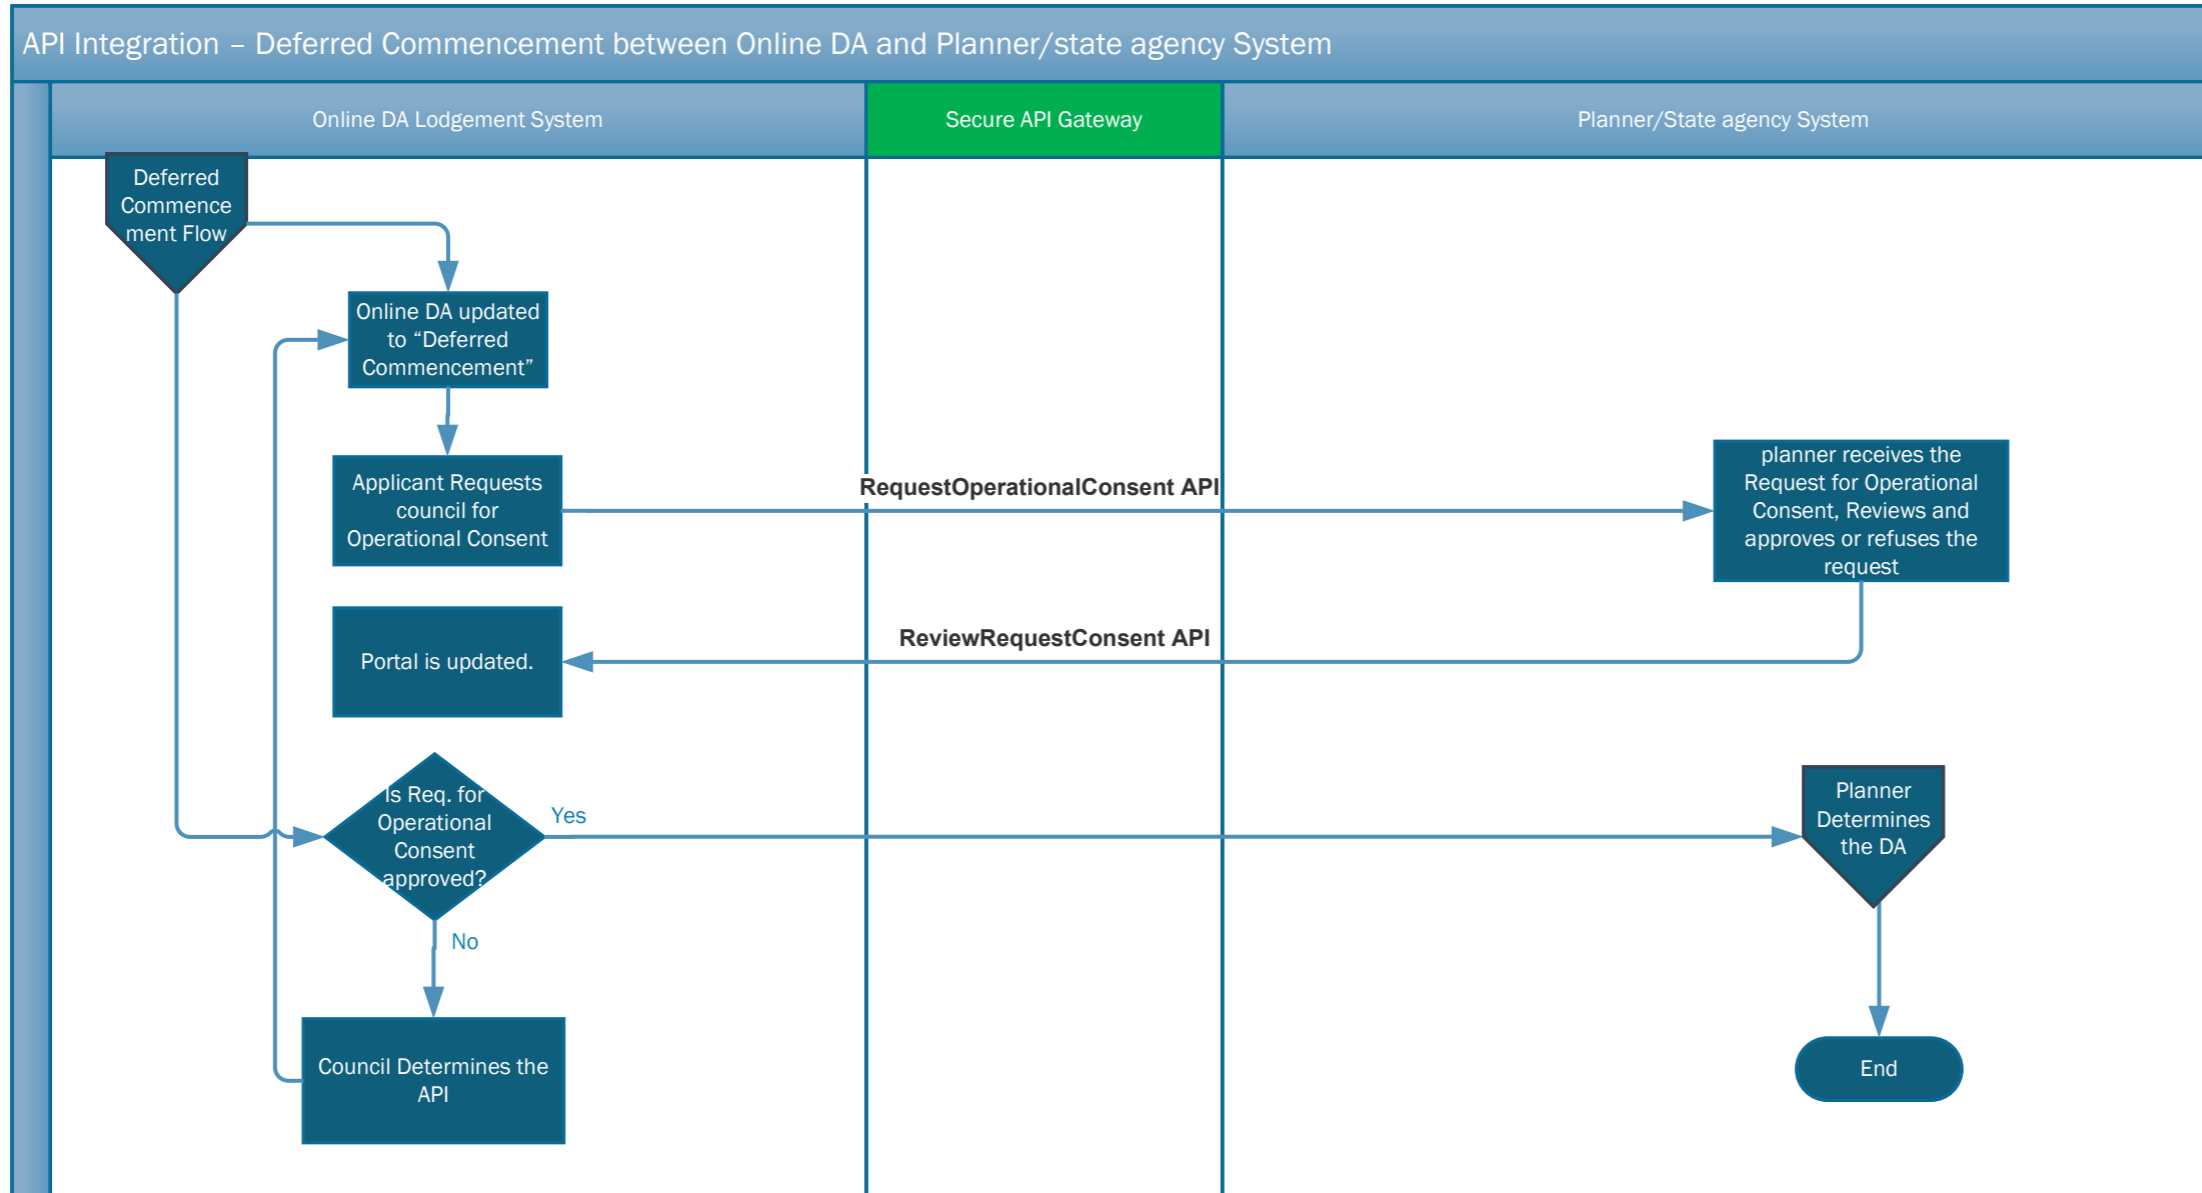 API Integration – Deferred Commencement between Online DA and Planner/state agency System
Online DA Lodgement System
Secure API Gateway
Planner/State agency System
Deferred
Commence
ment Flow
Online DA updated
to “Deferred
Commencement”
Applicant Requests
council for
Operational Consent
RequestOperationalConsent API
planner receives the
Request for Operational
Consent, Reviews and
approves or refuses the
request
Portal is updated.
ReviewRequestConsent API
Is Req. for
Operational
Consent
approved?
Yes
No
Planner
Determines
the DA
Council Determines the
API
End